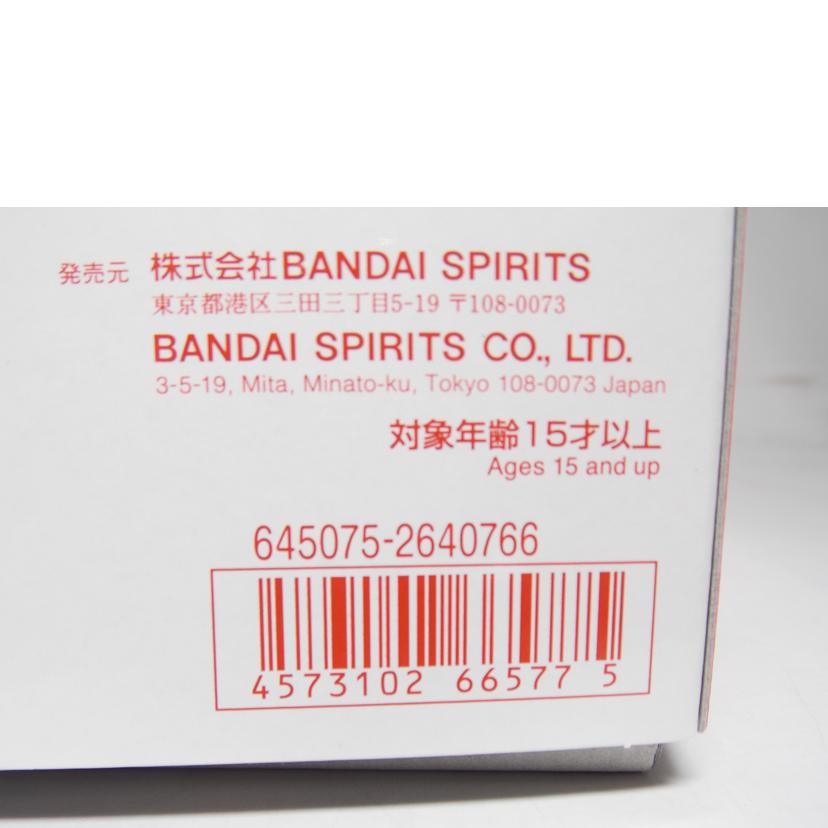 発売元 株式会社BANDAI SPIRITS
東京都港区三田三丁目5-19 〒108-0073
BANDAI SPIRITS CO., LTD.
3-5-19, Mita, Minato-ku, Tokyo 108-0073 Japan
対象年齢15才以上
Ages 15 and up
645075-2640766
4573102 66577 5